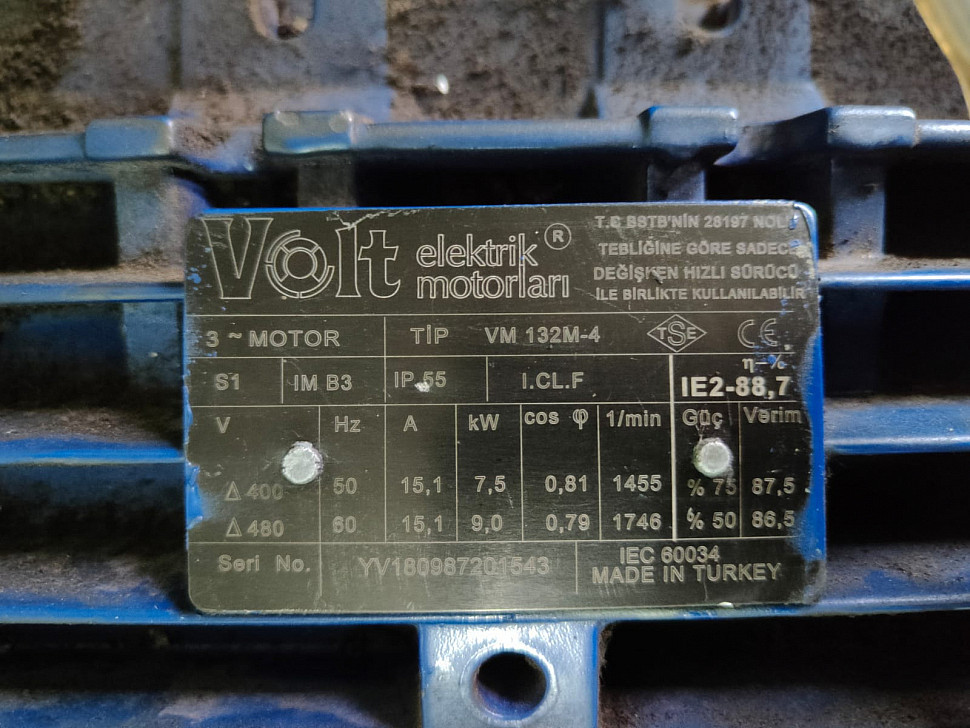 Volt elektrik motorları ®
T.C BSTB'NİN 28197 NOLU
TEBLİĞİNE GÖRE SADECE
DEĞİŞKEN HIZLI SÜRÜCÜ
İLE BİRLİKTE KULLANILABİLİR
3 ~ MOTOR TİP VM 132M-4 TSE CE
S1 IM B3 IP 55 I.CL.F η-% IE2-88,7
V Hz A kW cos φ 1/min Güç Verim
Δ 400 50 15,1 7,5 0,81 1455 % 75 87,5
Δ 480 60 15,1 9,0 0,79 1746 % 50 86,5
Seri No. YV180987201543 IEC 60034
MADE IN TURKEY